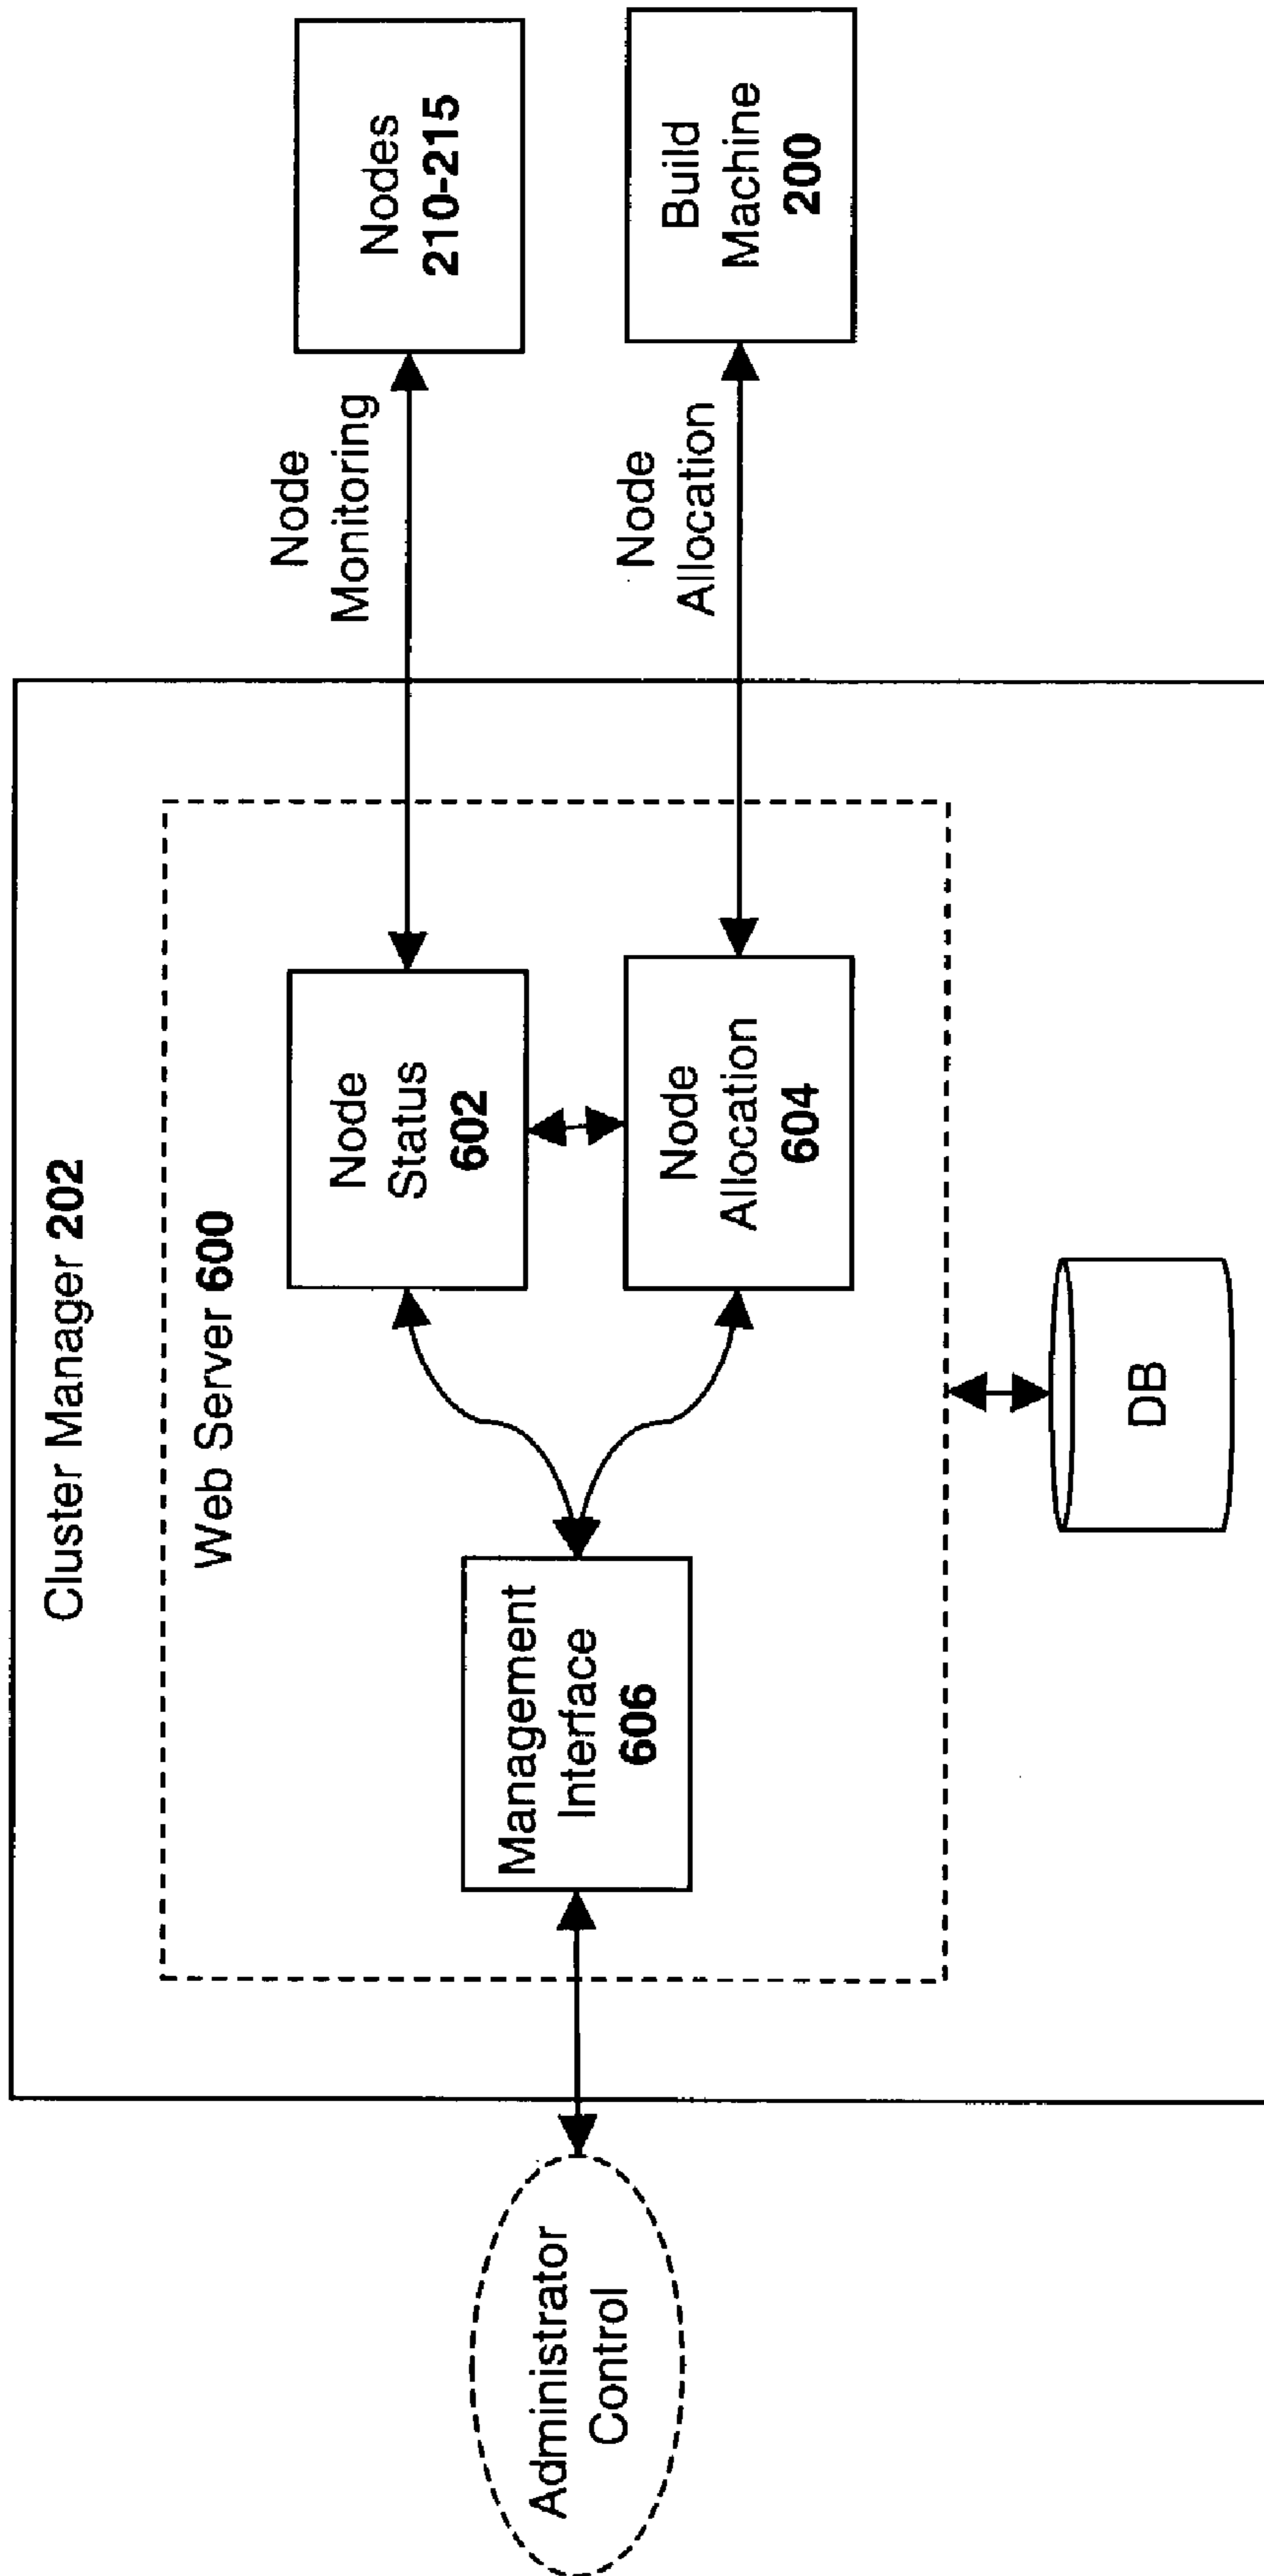 Cluster Manager 202
Web Server 600
Administrator
Control
Management
Interface
606
Node
Status
602
Node
Allocation
604
DB
Node
Monitoring
Node
Allocation
Nodes
210-215
Build
Machine
200